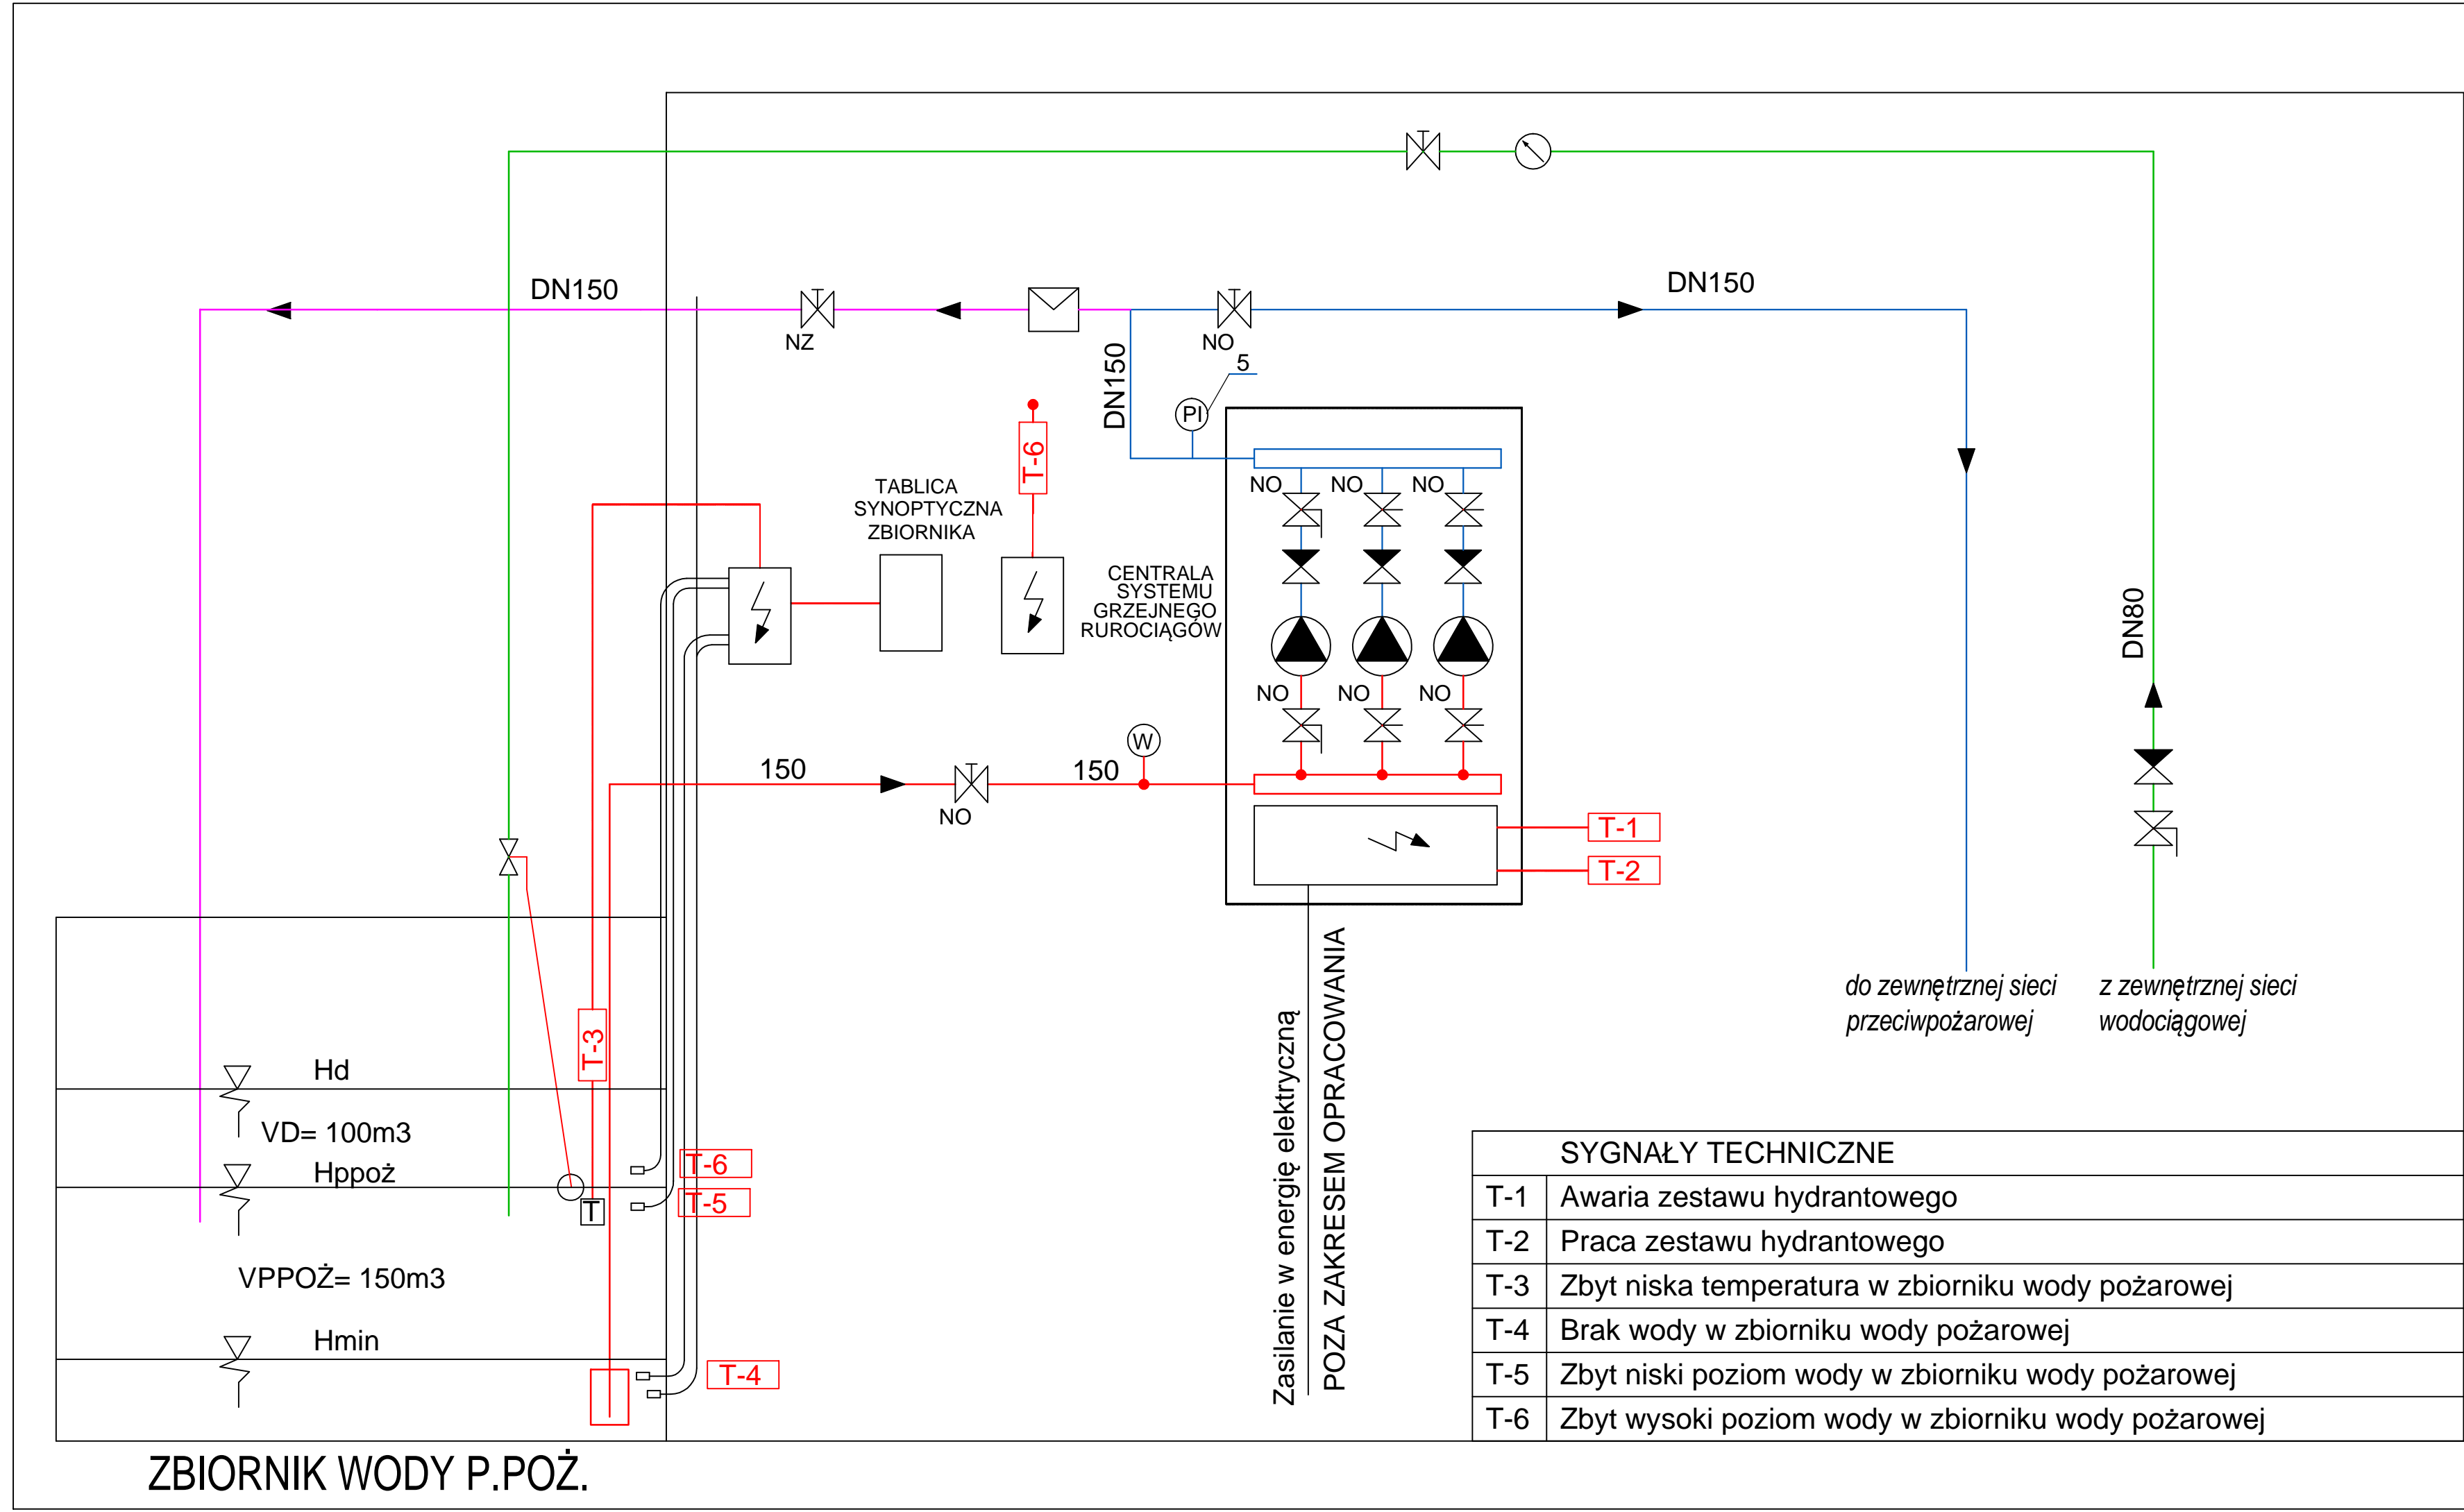 DN150
DN150
NZ
NO
DN150
5
PI
T-6
TABLICA
SYNOPTYCZNA
ZBIORNIKA
CENTRALA
SYSTEMU
GRZEJNEGO
RUROCIĄGÓW
NO
NO
NO
NO
NO
NO
DN80
W
150
150
NO
T-1
T-2
T-3
do zewnętrznej sieci
przeciwpożarowej
z zewnętrznej sieci
wodociągowej
Zasilanie w energię elektryczną
POZA ZAKRESEM OPRACOWANIA
Hd
VD= 100m3
Hppoż
T-6
T-5
T
VPPOŻ= 150m3
Hmin
T-4
SYGNAŁY TECHNICZNE
T-1 Awaria zestawu hydrantowego
T-2 Praca zestawu hydrantowego
T-3 Zbyt niska temperatura w zbiorniku wody pożarowej
T-4 Brak wody w zbiorniku wody pożarowej
T-5 Zbyt niski poziom wody w zbiorniku wody pożarowej
T-6 Zbyt wysoki poziom wody w zbiorniku wody pożarowej
ZBIORNIK WODY P.POŻ.